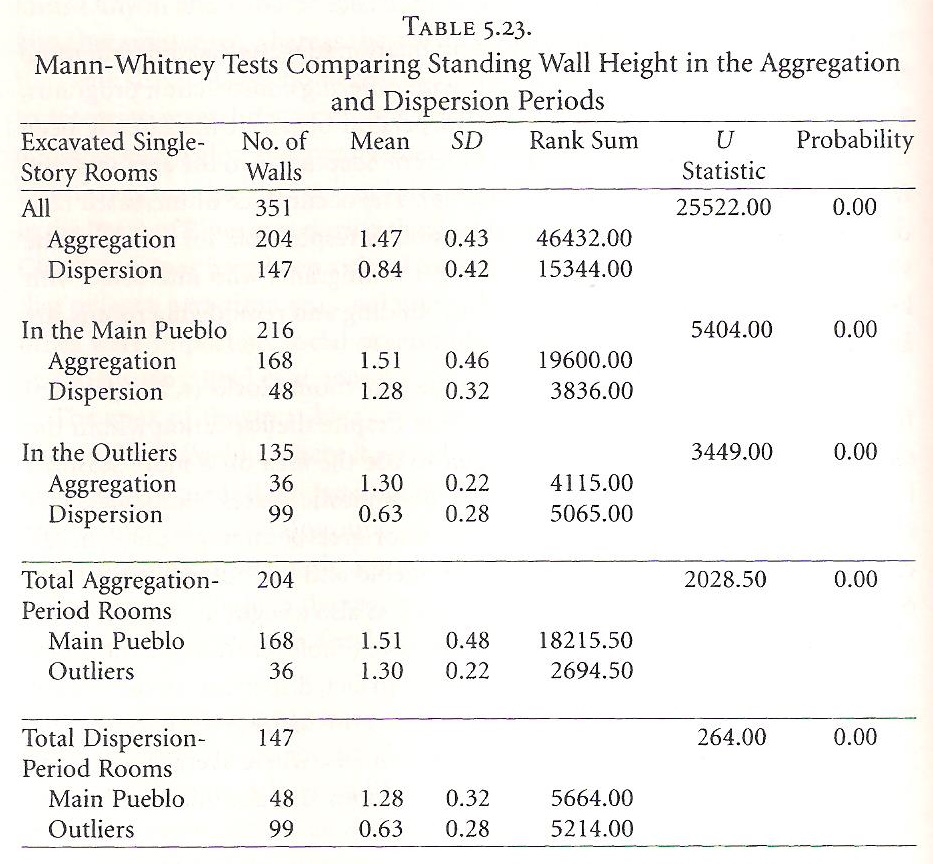 TABLE 5.23.
Mann-Whitney Tests Comparing Standing Wall Height in the Aggregation
and Dispersion Periods
Excavated Single- No. of Mean SD Rank Sum U Probability
Story Rooms Walls Statistic
All 351 25522.00 0.00
Aggregation 204 1.47 0.43 46432.00
Dispersion 147 0.84 0.42 15344.00
In the Main Pueblo 216 5404.00 0.00
Aggregation 168 1.51 0.46 19600.00
Dispersion 48 1.28 0.32 3836.00
In the Outliers 135 3449.00 0.00
Aggregation 36 1.30 0.22 4115.00
Dispersion 99 0.63 0.28 5065.00
Total Aggregation- 204 2028.50 0.00
Period Rooms
Main Pueblo 168 1.51 0.48 18215.50
Outliers 36 1.30 0.22 2694.50
Total Dispersion- 147 264.00 0.00
Period Rooms
Main Pueblo 48 1.28 0.32 5664.00
Outliers 99 0.63 0.28 5214.00